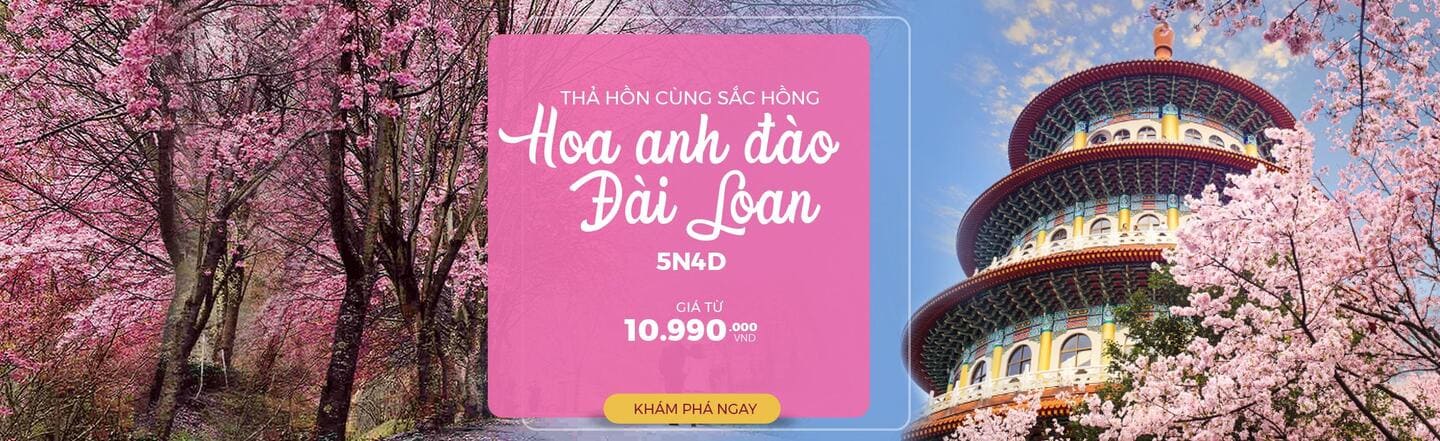 THẢ HỒN CÙNG SẮC HỒNG
Hoa anh đào
Đài Loan
5N4D
GIÁ TỪ
10.990.000
VND
KHÁM PHÁ NGAY